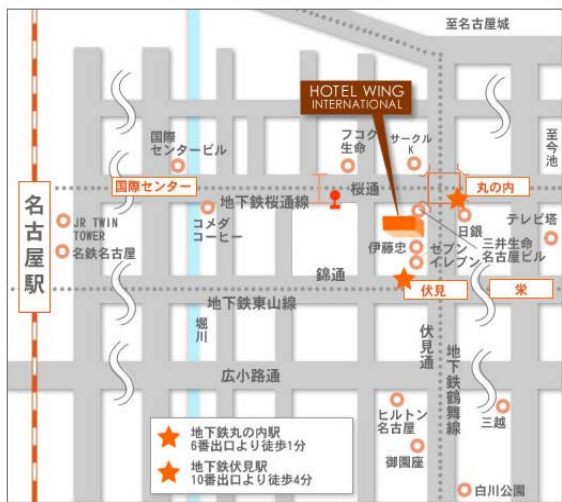 至名古屋城
HOTEL WING
INTERNATIONAL
国際
センタービル
フコク
生命
サークル
K
至今池
国際センター
地下鉄桜通線
桜通
丸の内
名古屋駅
JR TWIN
TOWER
名鉄名古屋
コメダ
コーヒー
日銀
テレビ塔
伊藤忠
セブン
イレブン
三井生命
名古屋ビル
錦通
伏見
栄
地下鉄東山線
堀川
伏見通
地下鉄鶴舞線
広小路通
ヒルトン
名古屋
三越
御園座
白川公園
地下鉄丸の内駅
6番出口より徒歩1分
地下鉄伏見駅
10番出口より徒歩4分